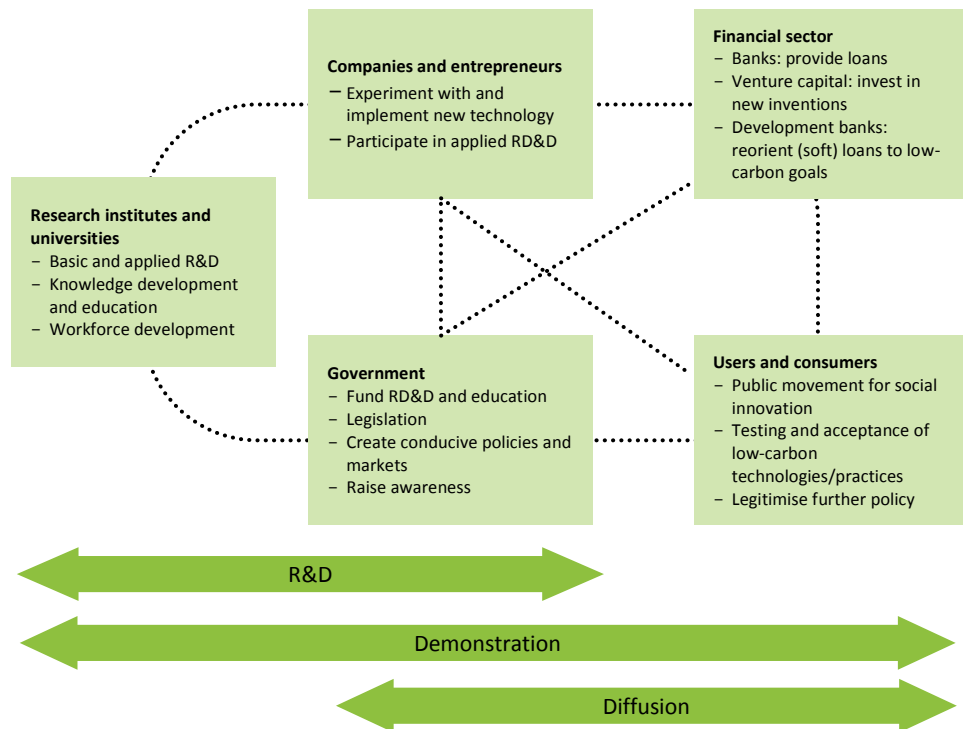 Companies and entrepreneurs
– Experiment with and
implement new technology
– Participate in applied RD&D
Financial sector
– Banks: provide loans
– Venture capital: invest in
new inventions
– Development banks:
reorient (soft) loans to low-
carbon goals
Research institutes and
universities
– Basic and applied R&D
– Knowledge development
and education
– Workforce development
Government
– Fund RD&D and education
– Legislation
– Create conducive policies and
markets
– Raise awareness
Users and consumers
– Public movement for social
innovation
– Testing and acceptance of
low-carbon
technologies/practices
– Legitimise further policy
R&D
Demonstration
Diffusion